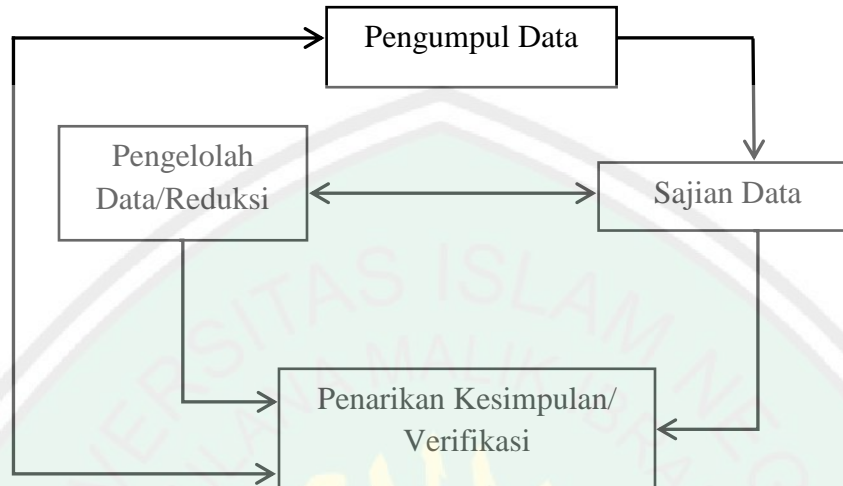 Pengumpul Data
Pengelolah
Data/Reduksi
Sajian Data
Penarikan Kesimpulan/
Verifikasi